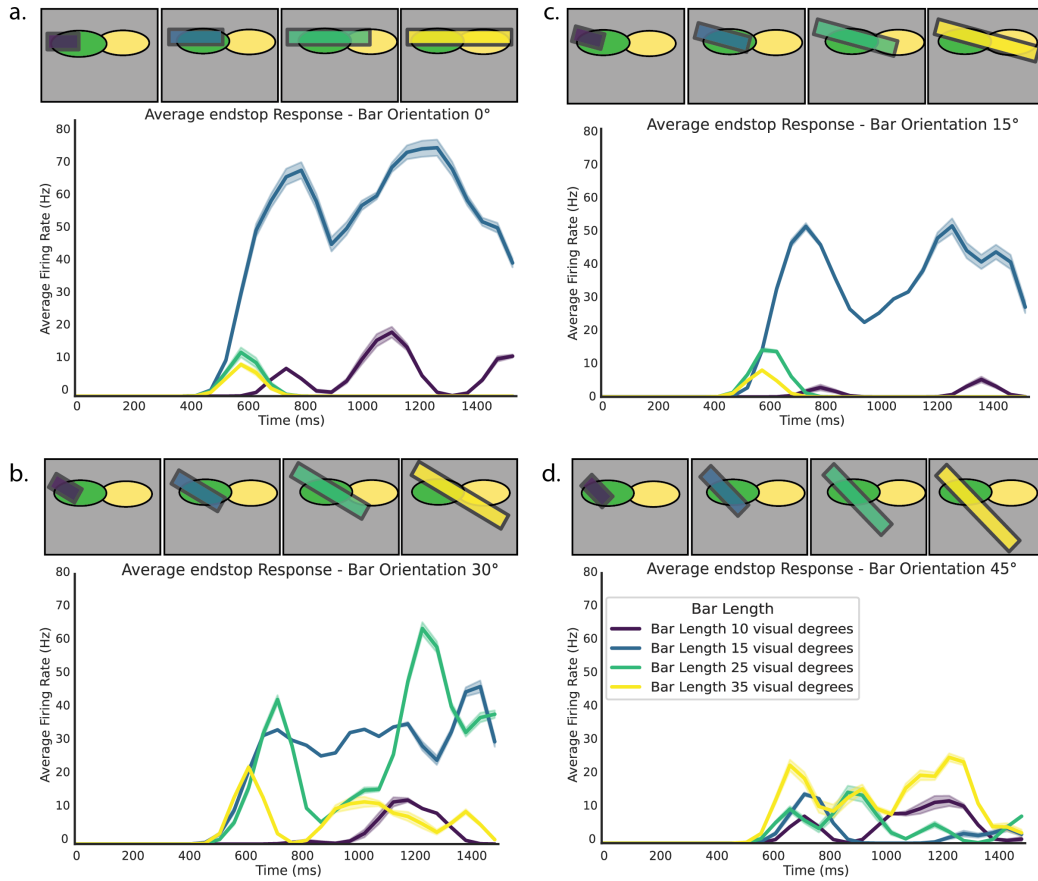 a.
Average endstop Response - Bar Orientation 0°
80
70
60
50
40
30
20
10
0
Average Firing Rate (Hz)
0 200 400 600 800 1000 1200 1400
Time (ms)
c.
Average endstop Response - Bar Orientation 15°
80
70
60
50
40
30
20
10
0
Average Firing Rate (Hz)
0 200 400 600 800 1000 1200 1400
Time (ms)
b.
Average endstop Response - Bar Orientation 30°
80
70
60
50
40
30
20
10
0
Average Firing Rate (Hz)
0 200 400 600 800 1000 1200 1400
Time (ms)
d.
Average endstop Response - Bar Orientation 45°
80
70
60
50
40
30
20
10
0
Average Firing Rate (Hz)
Bar Length
Bar Length 10 visual degrees
Bar Length 15 visual degrees
Bar Length 25 visual degrees
Bar Length 35 visual degrees
0 200 400 600 800 1000 1200 1400
Time (ms)